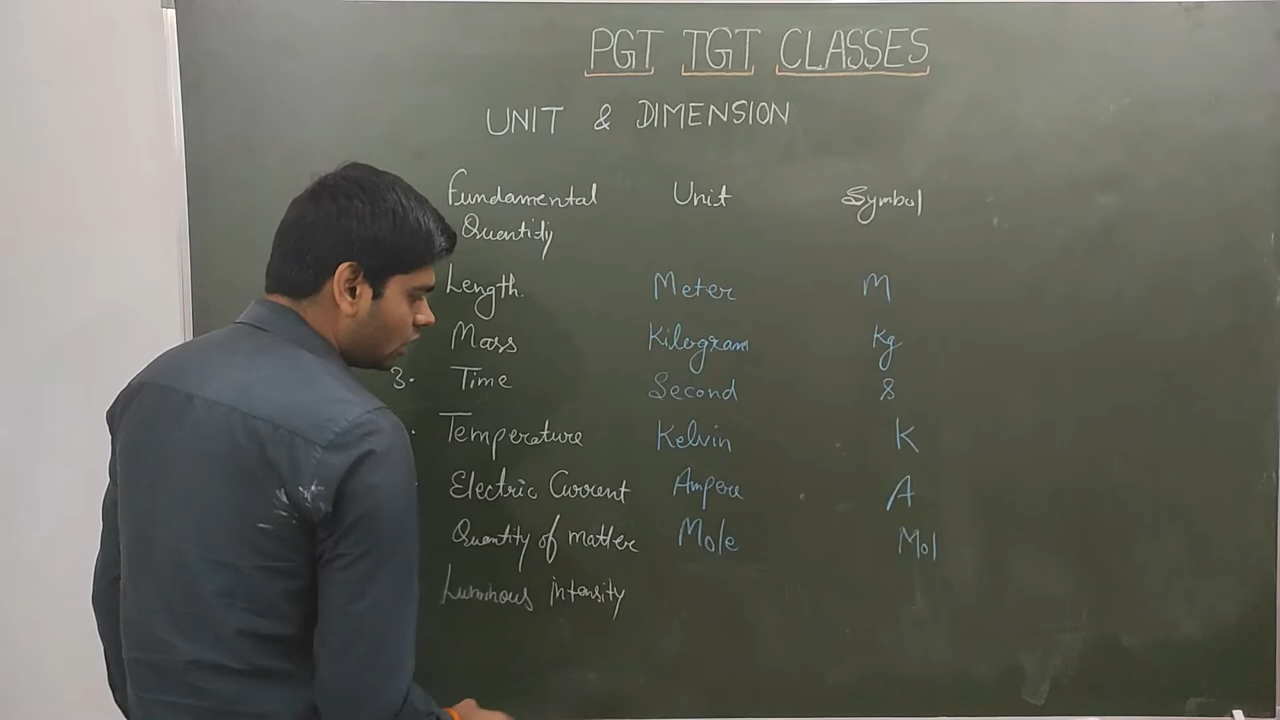 PGT TGT CLASSES
UNIT & DIMENSION
Fundamental Quantity Unit Symbol
Length. Meter M
Mass Kilogram Kg
3. Time Second s
Temperature Kelvin K
Electric Current Ampere A
Quantity of matter Mole Mol
Luminous intensity